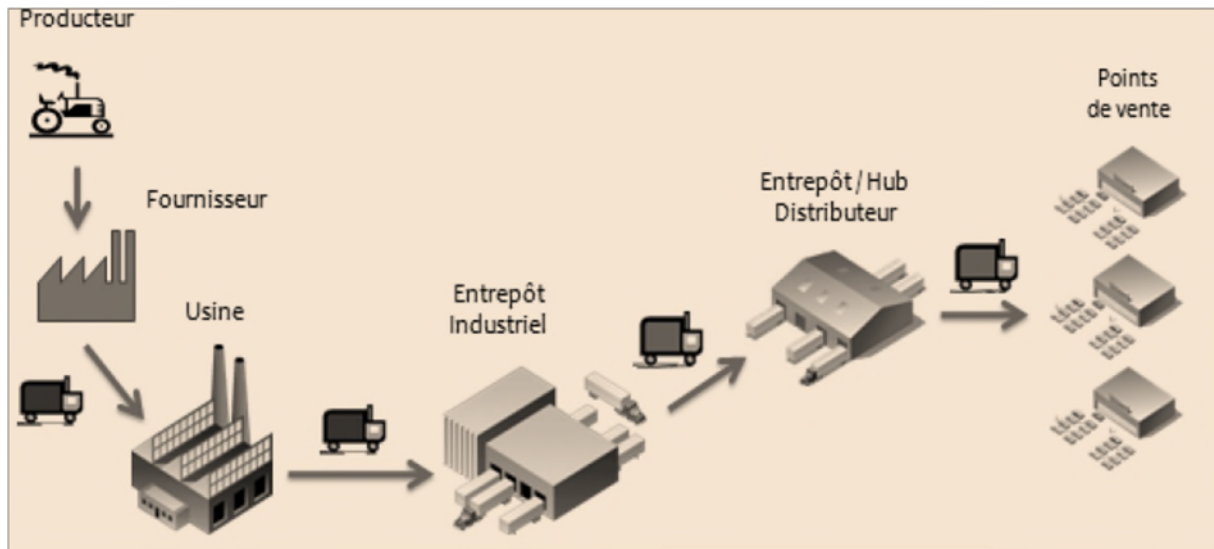 Producteur
Fournisseur
Usine
Entrepôt
Industriel
Entrepôt / Hub
Distributeur
Points
de vente